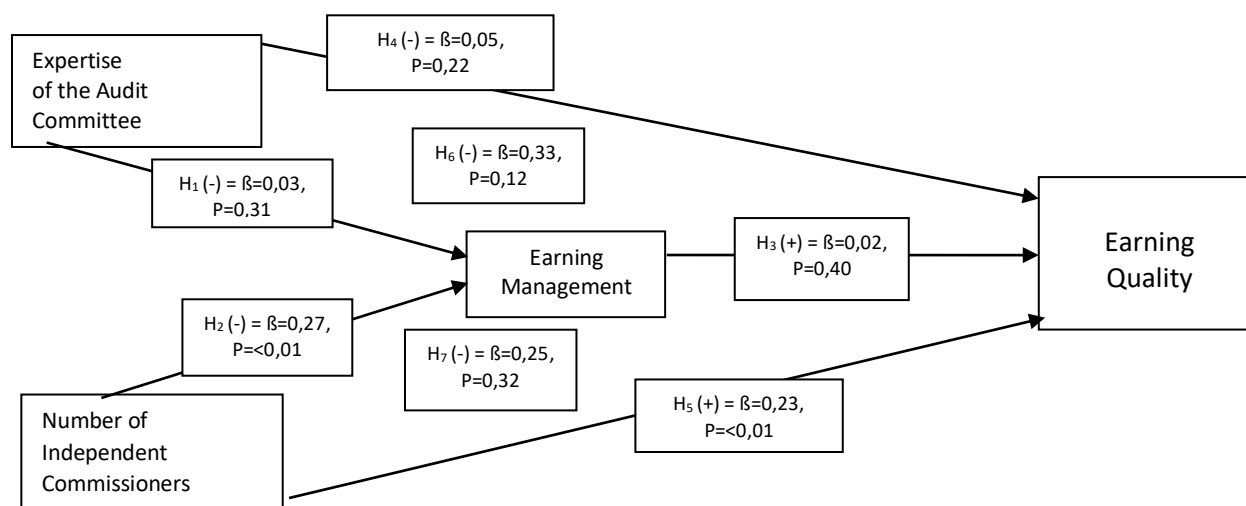 H₄ (-) = ß=0,05,
P=0,22
Expertise
of the Audit
Committee
H₆ (-) = ß=0,33,
P=0,12
H₁ (-) = ß=0,03,
P=0,31
H₃ (+) = ß=0,02,
P=0,40
Earning
Management
Earning
Quality
H₂ (-) = ß=0,27,
P=<0,01
H₇ (-) = ß=0,25,
P=0,32
H₅ (+) = ß=0,23,
P=<0,01
Number of
Independent
Commissioners